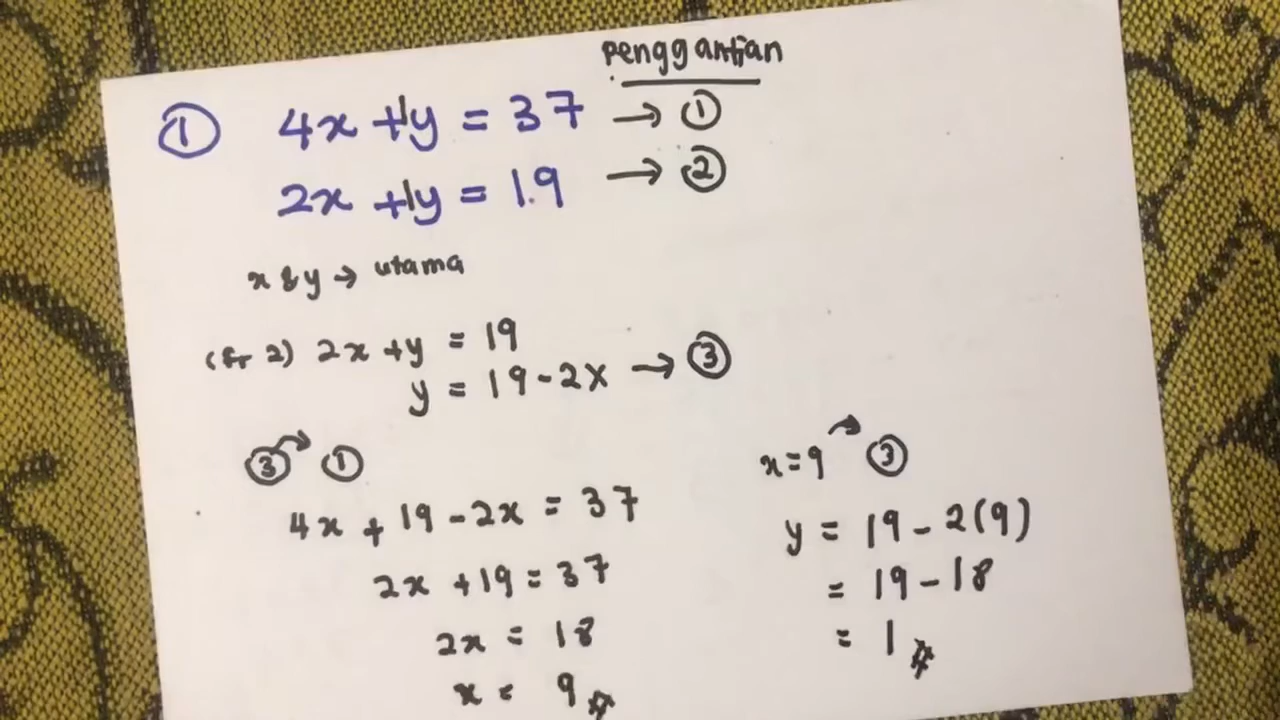 Penggantian
① 4x + 1y = 37 → ①
2x + 1y = 19 → ②
x & y → utama
2) 2x + y = 19
y = 19 - 2x → ③
③ → ①
4x + 19 - 2x = 37
2x + 19 = 37
2x = 18
x = 9
x = 9 → ③
y = 19 - 2(9)
= 19 - 18
= 1